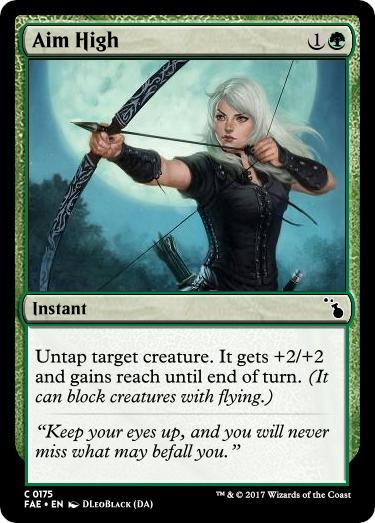 Aim High 1
Instant
Untap target creature. It gets +2/+2
and gains reach until end of turn. (It
can block creatures with flying.)
“Keep your eyes up, and you will never
miss what may befall you.”
C 0175
FAE • EN DLeoBlack (DA)
™ & © 2017 Wizards of the Coast